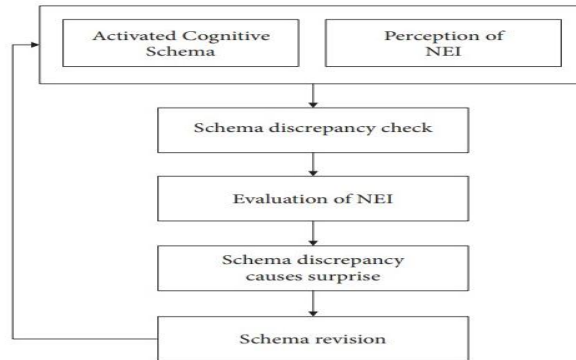 Activated Cognitive
Schema
Perception of
NEI
Schema discrepancy check
Evaluation of NEI
Schema discrepancy
causes surprise
Schema revision